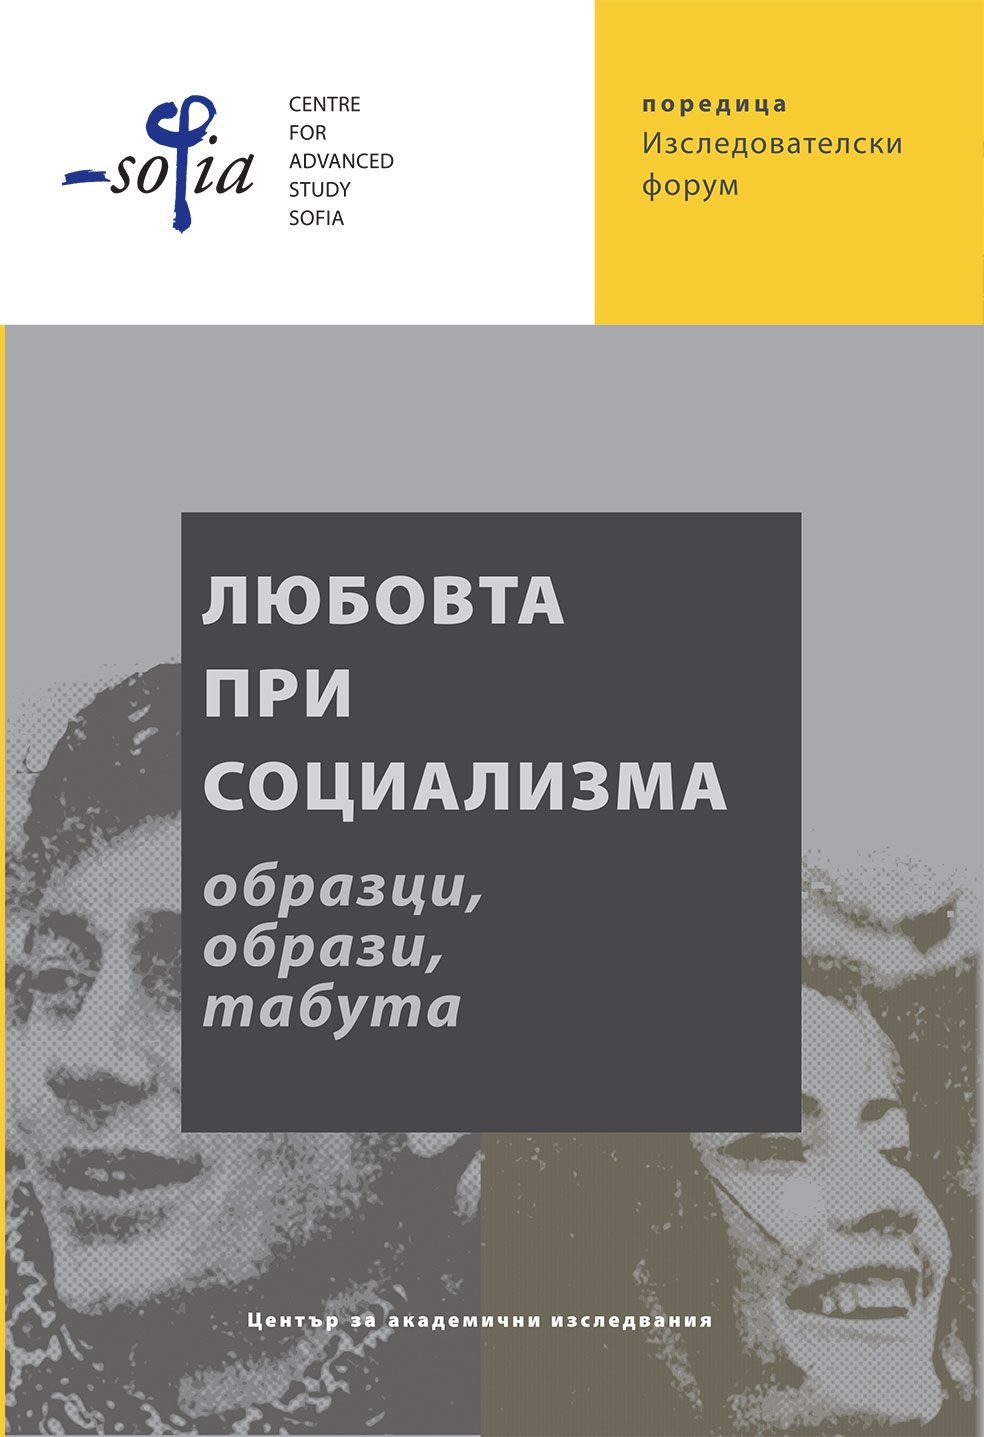 sofia
CENTRE
FOR
ADVANCED
STUDY
SOFIA
поредица
Изследователски
форум
ЛЮБОВТА
ПРИ
СОЦИАЛИЗМА
образци,
образи,
табута
Център за академични изследвания